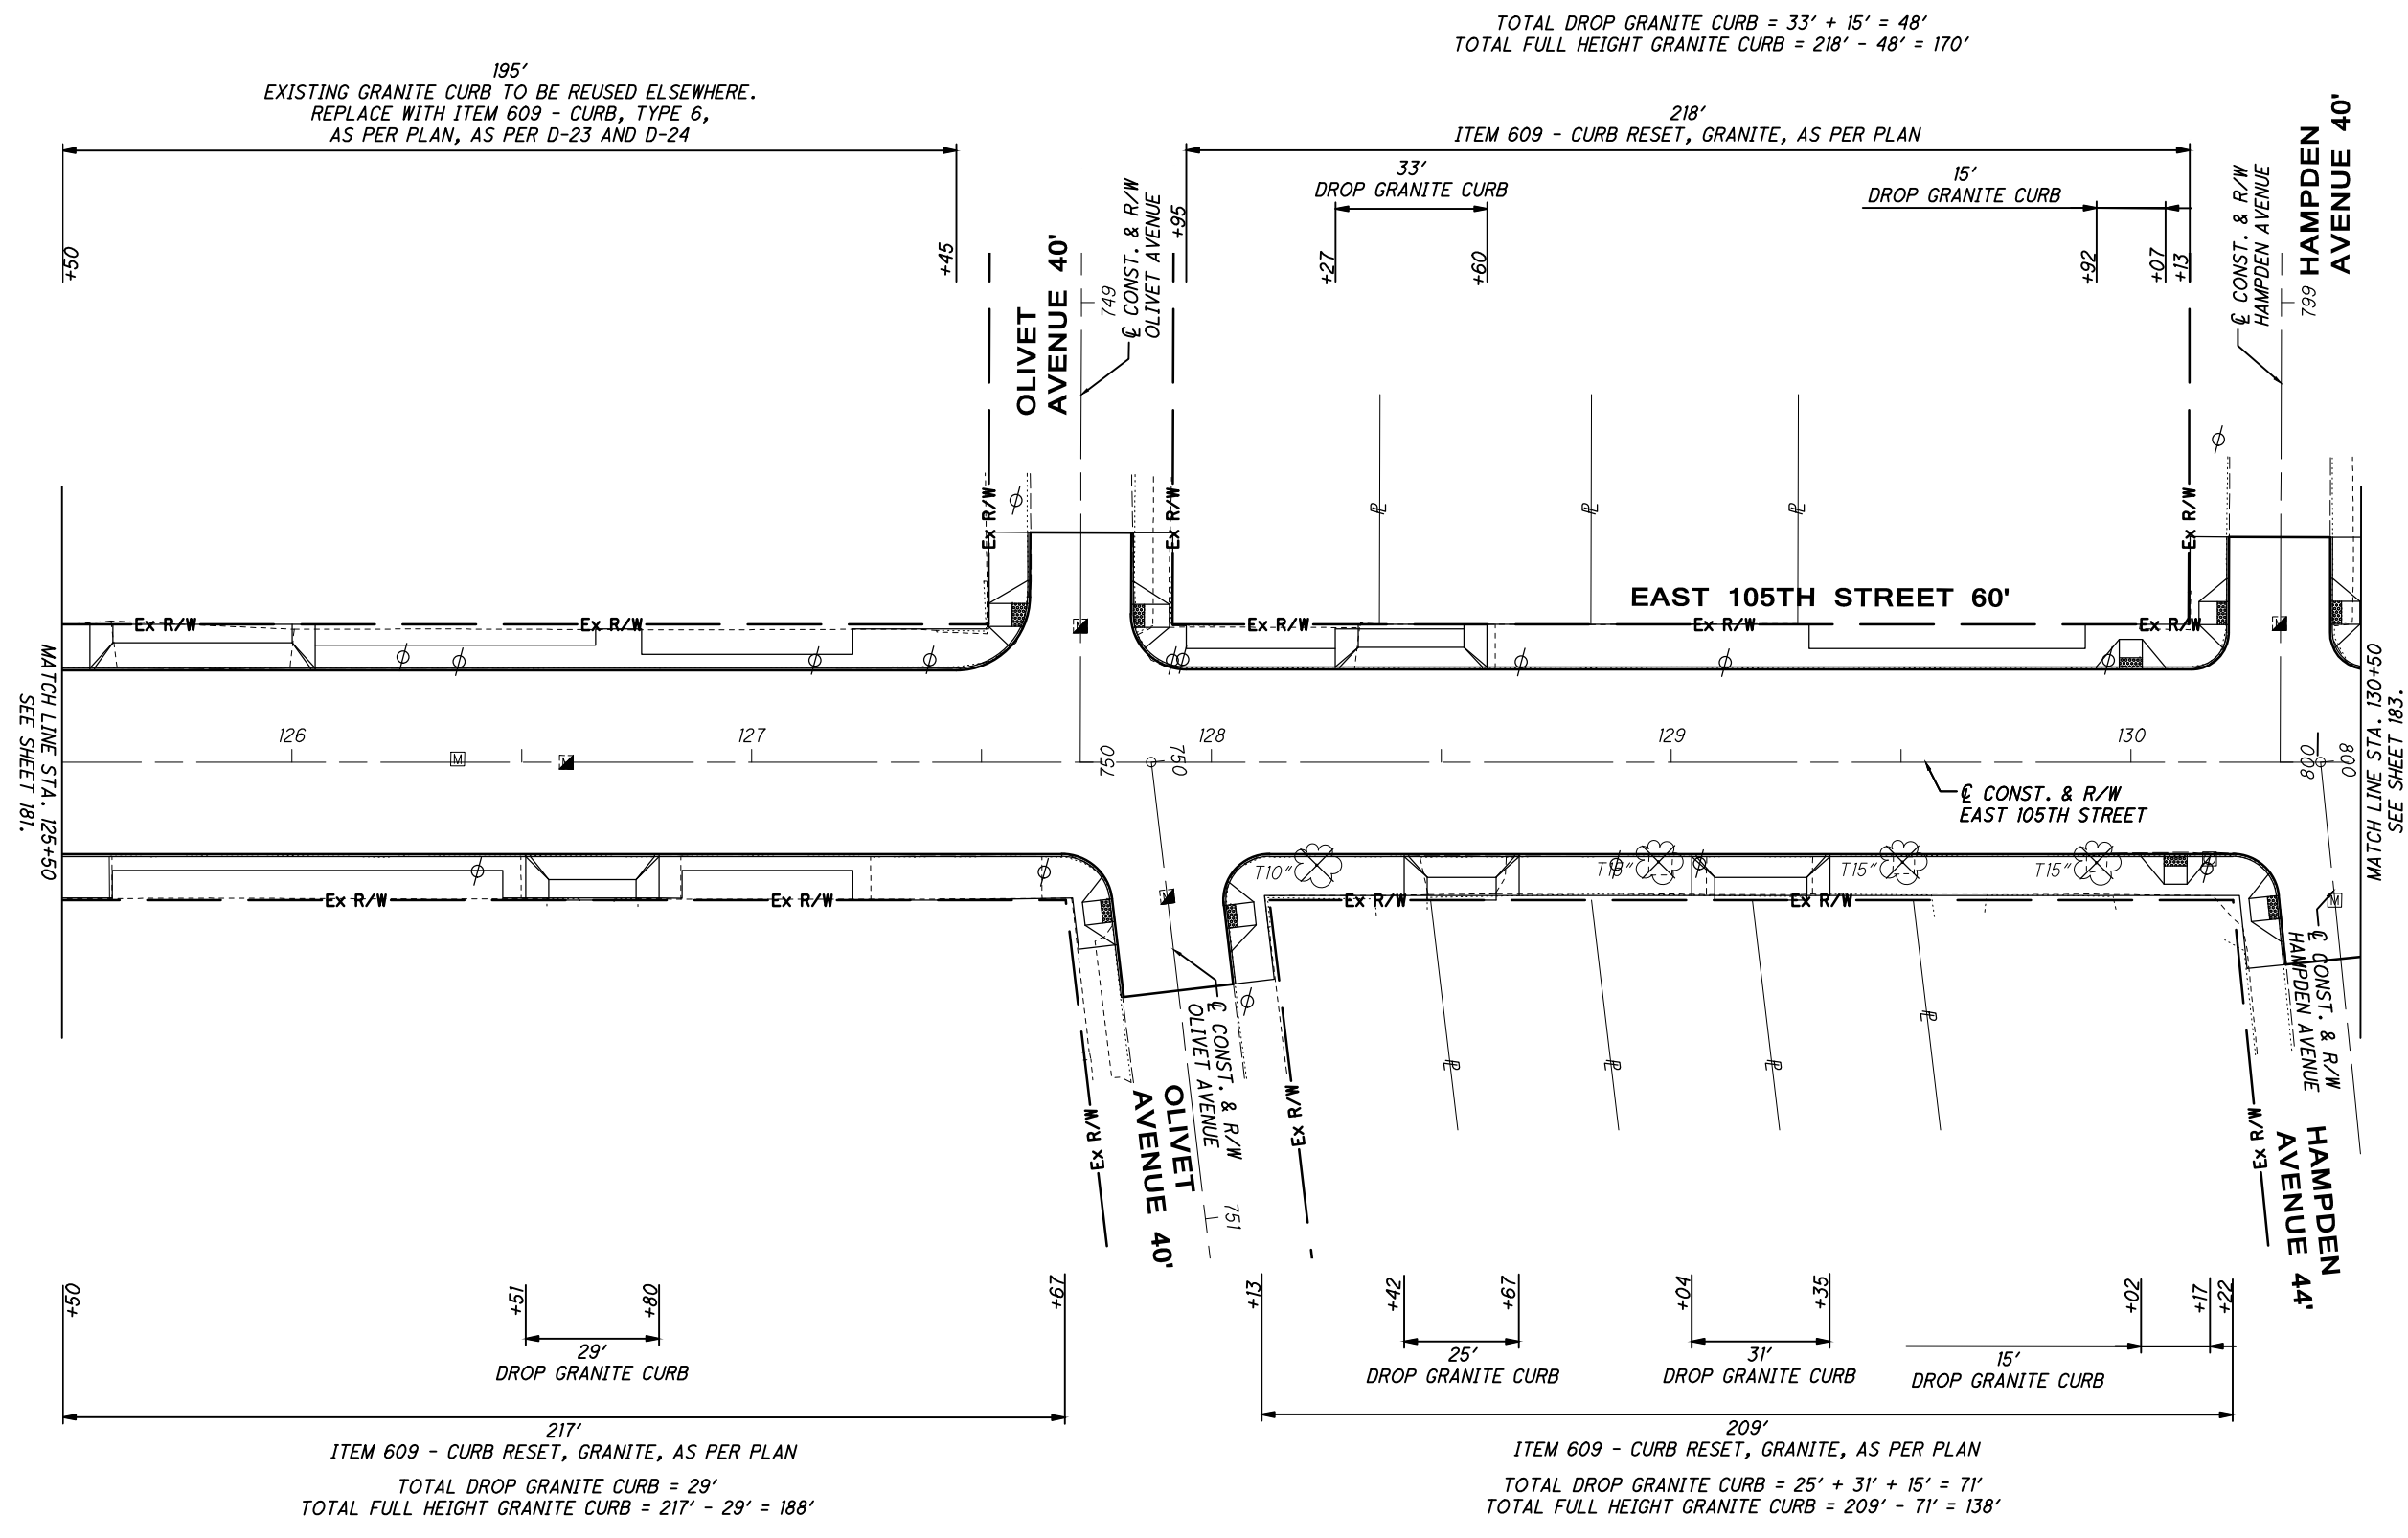 TOTAL DROP GRANITE CURB = 33' + 15' = 48'
TOTAL FULL HEIGHT GRANITE CURB = 218' - 48' = 170'
195'
EXISTING GRANITE CURB TO BE REUSED ELSEWHERE.
REPLACE WITH ITEM 609 - CURB, TYPE 6,
AS PER PLAN, AS PER D-23 AND D-24
218'
ITEM 609 - CURB RESET, GRANITE, AS PER PLAN
33'
DROP GRANITE CURB
15'
DROP GRANITE CURB
+50
+45
+95
+27
+60
+92
+07
+13
OLIVET
AVENUE 40'
749
℄ CONST. & R/W
OLIVET AVENUE
℄ CONST. & R/W
HAMPDEN AVENUE
799
HAMPDEN
AVENUE 40'
Ex R/W
Ex R/W
Ex R/W
PL
PL
PL
EAST 105TH STREET 60'
Ex R/W
Ex R/W
Ex R/W
Ex R/W
Ex R/W
MATCH LINE STA. 125+50
SEE SHEET 181.
126
M
M
127
750
750
128
129
130
800
800
M
M
℄ CONST. & R/W
EAST 105TH STREET
MATCH LINE STA. 130+50
SEE SHEET 183.
T10"
T18"
T15"
T15"
Ex R/W
Ex R/W
Ex R/W
Ex R/W
M
M
℄ CONST. & R/W
OLIVET AVENUE
℄ CONST. & R/W
HAMPDEN AVENUE
PL
PL
PL
PL
Ex R/W
Ex R/W
Ex R/W
OLIVET
AVENUE 40'
751
HAMPDEN
AVENUE 44'
+50
+51
+80
+67
+13
+42
+67
+04
+35
+02
+17
+22
29'
DROP GRANITE CURB
25'
DROP GRANITE CURB
31'
DROP GRANITE CURB
15'
DROP GRANITE CURB
217'
ITEM 609 - CURB RESET, GRANITE, AS PER PLAN
TOTAL DROP GRANITE CURB = 29'
TOTAL FULL HEIGHT GRANITE CURB = 217' - 29' = 188'
209'
ITEM 609 - CURB RESET, GRANITE, AS PER PLAN
TOTAL DROP GRANITE CURB = 25' + 31' + 15' = 71'
TOTAL FULL HEIGHT GRANITE CURB = 209' - 71' = 138'